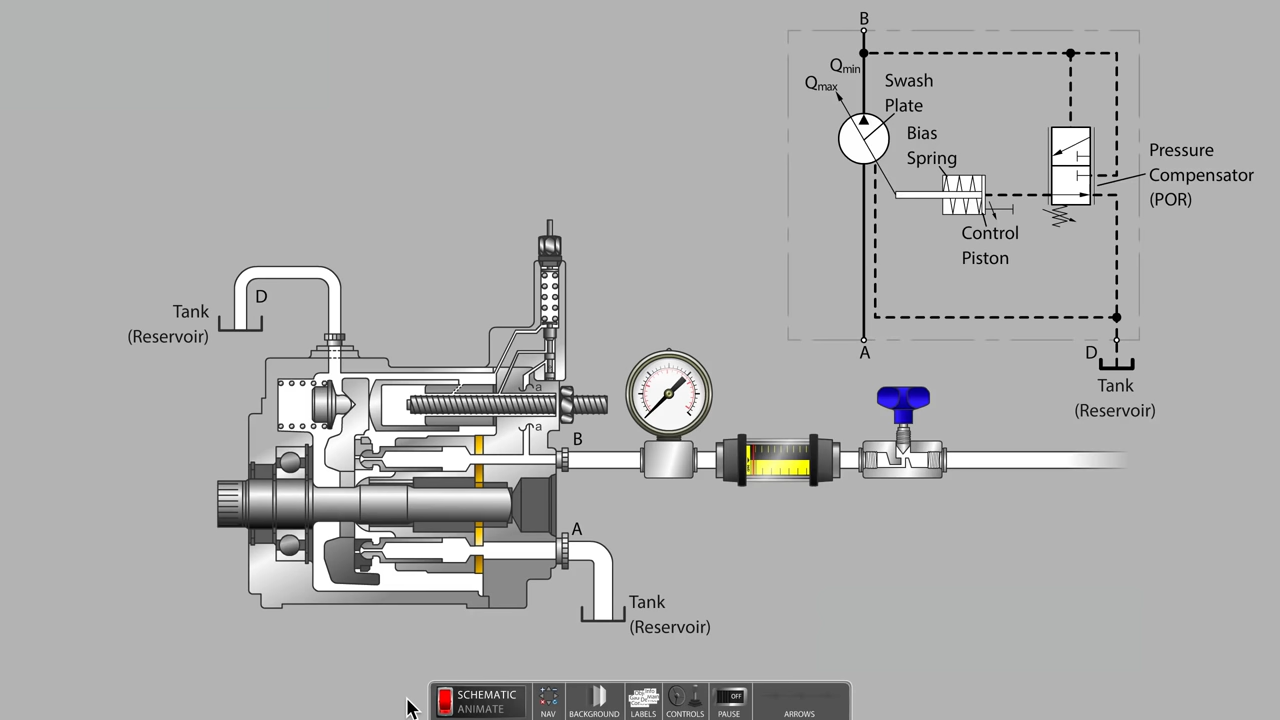 B
Qmin
Qmax
Swash
Plate
Bias
Spring
Pressure
Compensator
(POR)
Control
Piston
A
D
Tank
(Reservoir)
D
Tank
(Reservoir)
a
a
B
A
Tank
(Reservoir)
SCHEMATIC
ANIMATE
NAV
BACKGROUND
LABELS
CONTROLS
OFF
PAUSE
ARROWS